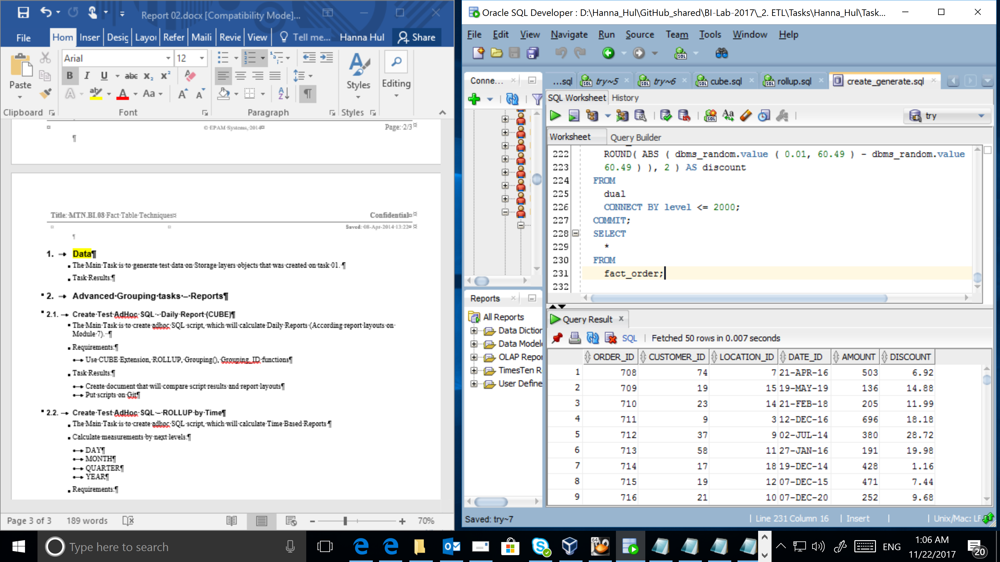 Report 02.docx [Compatibility Mode]...
File Hom Inser Desig Layou Refer Maili Revie View Tell me... Hanna Hul Share
Paste
Arial 12
Styles
Editing
Clipboard Font Paragraph Styles
© EPAM Systems, 2014
Page: 2/3
Title: MTN.BI.08 Fact Table Techniques Confidential
Saved: 08-Apr-2014 13:22
1. Data
The Main Task is to generate test data on Storage layers objects that was created on task 01.
Task Results:
2. Advanced Grouping tasks – Reports
2.1. Create Test AdHoc SQL - Daily Report (CUBE)
The Main Task is to create adhoc SQL script, which will calculate Daily Reports (According report layouts on
Module 7).
Requirements:
Use CUBE Extension, ROLLUP, Grouping(), Grouping_ID functions
Task Results:
Create document that will compare script results and report layouts
Put scripts on Git
2.2. Create Test AdHoc SQL – ROLLUP by Time
The Main Task is to create adhoc SQL script, which will calculate Time Based Reports
Calculate measurements by next levels:
DAY
MONTH
QUARTER
YEAR
Requirements:
Page 3 of 3 189 words 70%
Oracle SQL Developer : D:\Hanna_Hul\GitHub_shared\BI-Lab-2017\_2. ETL\Tasks\Hanna_Hul\Task...
File Edit View Navigate Run Source Team Tools Window Help
Conne...
...sql try~5 try~6 cube.sql rollup.sql create_generate.sql
SQL Worksheet History
try
Worksheet Query Builder
222 ROUND( ABS ( dbms_random.value ( 0.01, 60.49 ) - dbms_random.value
223 60.49 ) ), 2 ) AS discount
224 FROM
225 dual
226 CONNECT BY level <= 2000;
227 COMMIT;
228 SELECT
229 *
230 FROM
231 fact_order;
232
Reports
All Reports
Data Diction
Data Modele
OLAP Repor
TimesTen R
User Define
Query Result
SQL Fetched 50 rows in 0.007 seconds
ORDER_ID CUSTOMER_ID LOCATION_ID DATE_ID AMOUNT DISCOUNT
1 708 74 7 21-APR-16 503 6.92
2 709 19 15 19-MAY-19 136 14.88
3 710 23 14 21-FEB-18 205 11.99
4 711 9 3 12-DEC-16 696 18.18
5 712 37 9 02-JUL-14 380 28.72
6 713 58 11 27-JAN-16 191 19.98
7 714 17 18 19-DEC-14 428 1.16
8 715 19 12 07-DEC-15 471 7.44
9 716 21 10 07-DEC-20 252 9.68
Saved: try~7 Line 231 Column 16 Insert Unix/Mac: LF
Type here to search
64
ENG
1:06 AM
11/22/2017
20